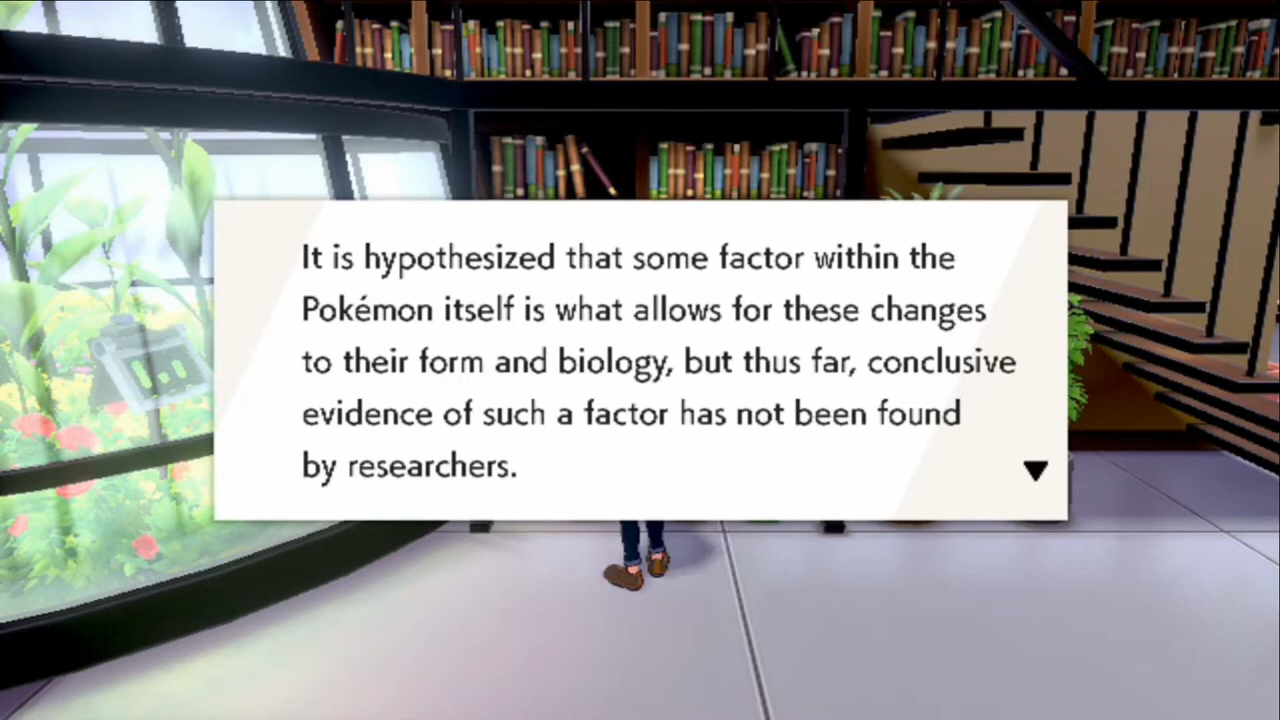 It is hypothesized that some factor within the
Pokémon itself is what allows for these changes
to their form and biology, but thus far, conclusive
evidence of such a factor has not been found
by researchers.